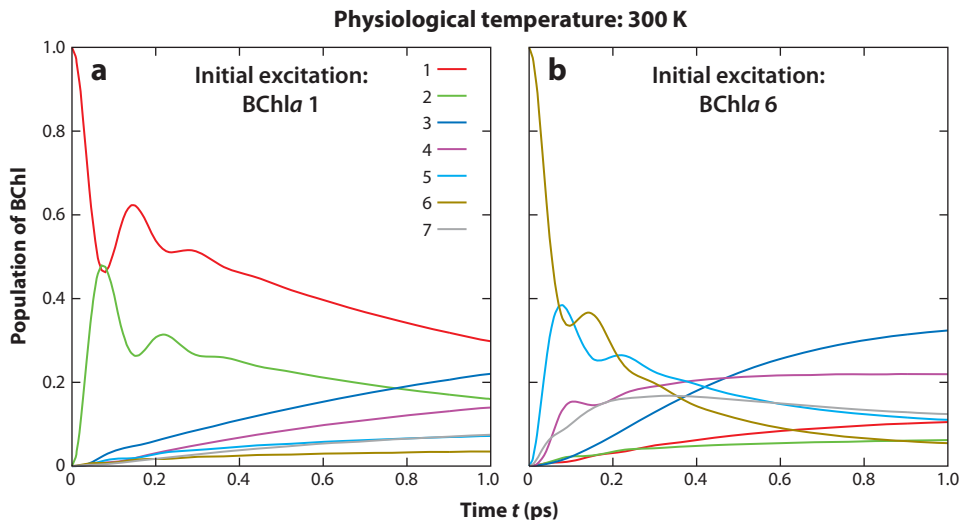 Physiological temperature: 300 K
a
Initial excitation:
BChla 1
1
2
3
4
5
6
7
b
Initial excitation:
BChla 6
Population of BChl
1.0
0.8
0.6
0.4
0.2
0
0
0.2
0.4
0.6
0.8
1.0
0
0.2
0.4
0.6
0.8
1.0
Time t (ps)